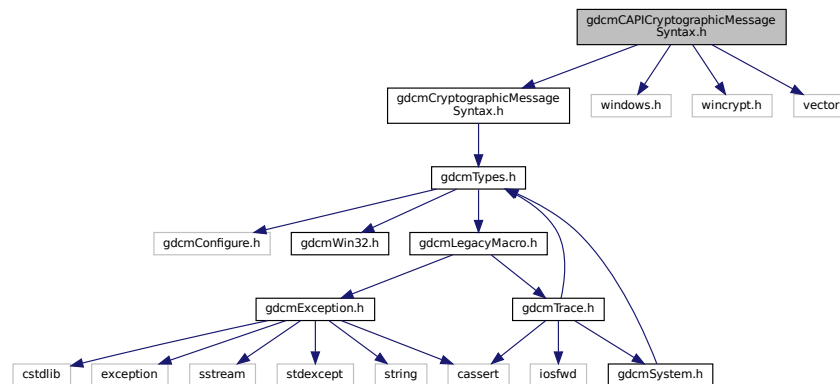 gdcmCAPICryptographicMessage
Syntax.h
gdcmCryptographicMessage
Syntax.h
windows.h
wincrypt.h
vector
gdcmTypes.h
gdcmConfigure.h
gdcmWin32.h
gdcmLegacyMacro.h
gdcmException.h
gdcmTrace.h
cstdlib
exception
sstream
stdexcept
string
cassert
iosfwd
gdcmSystem.h